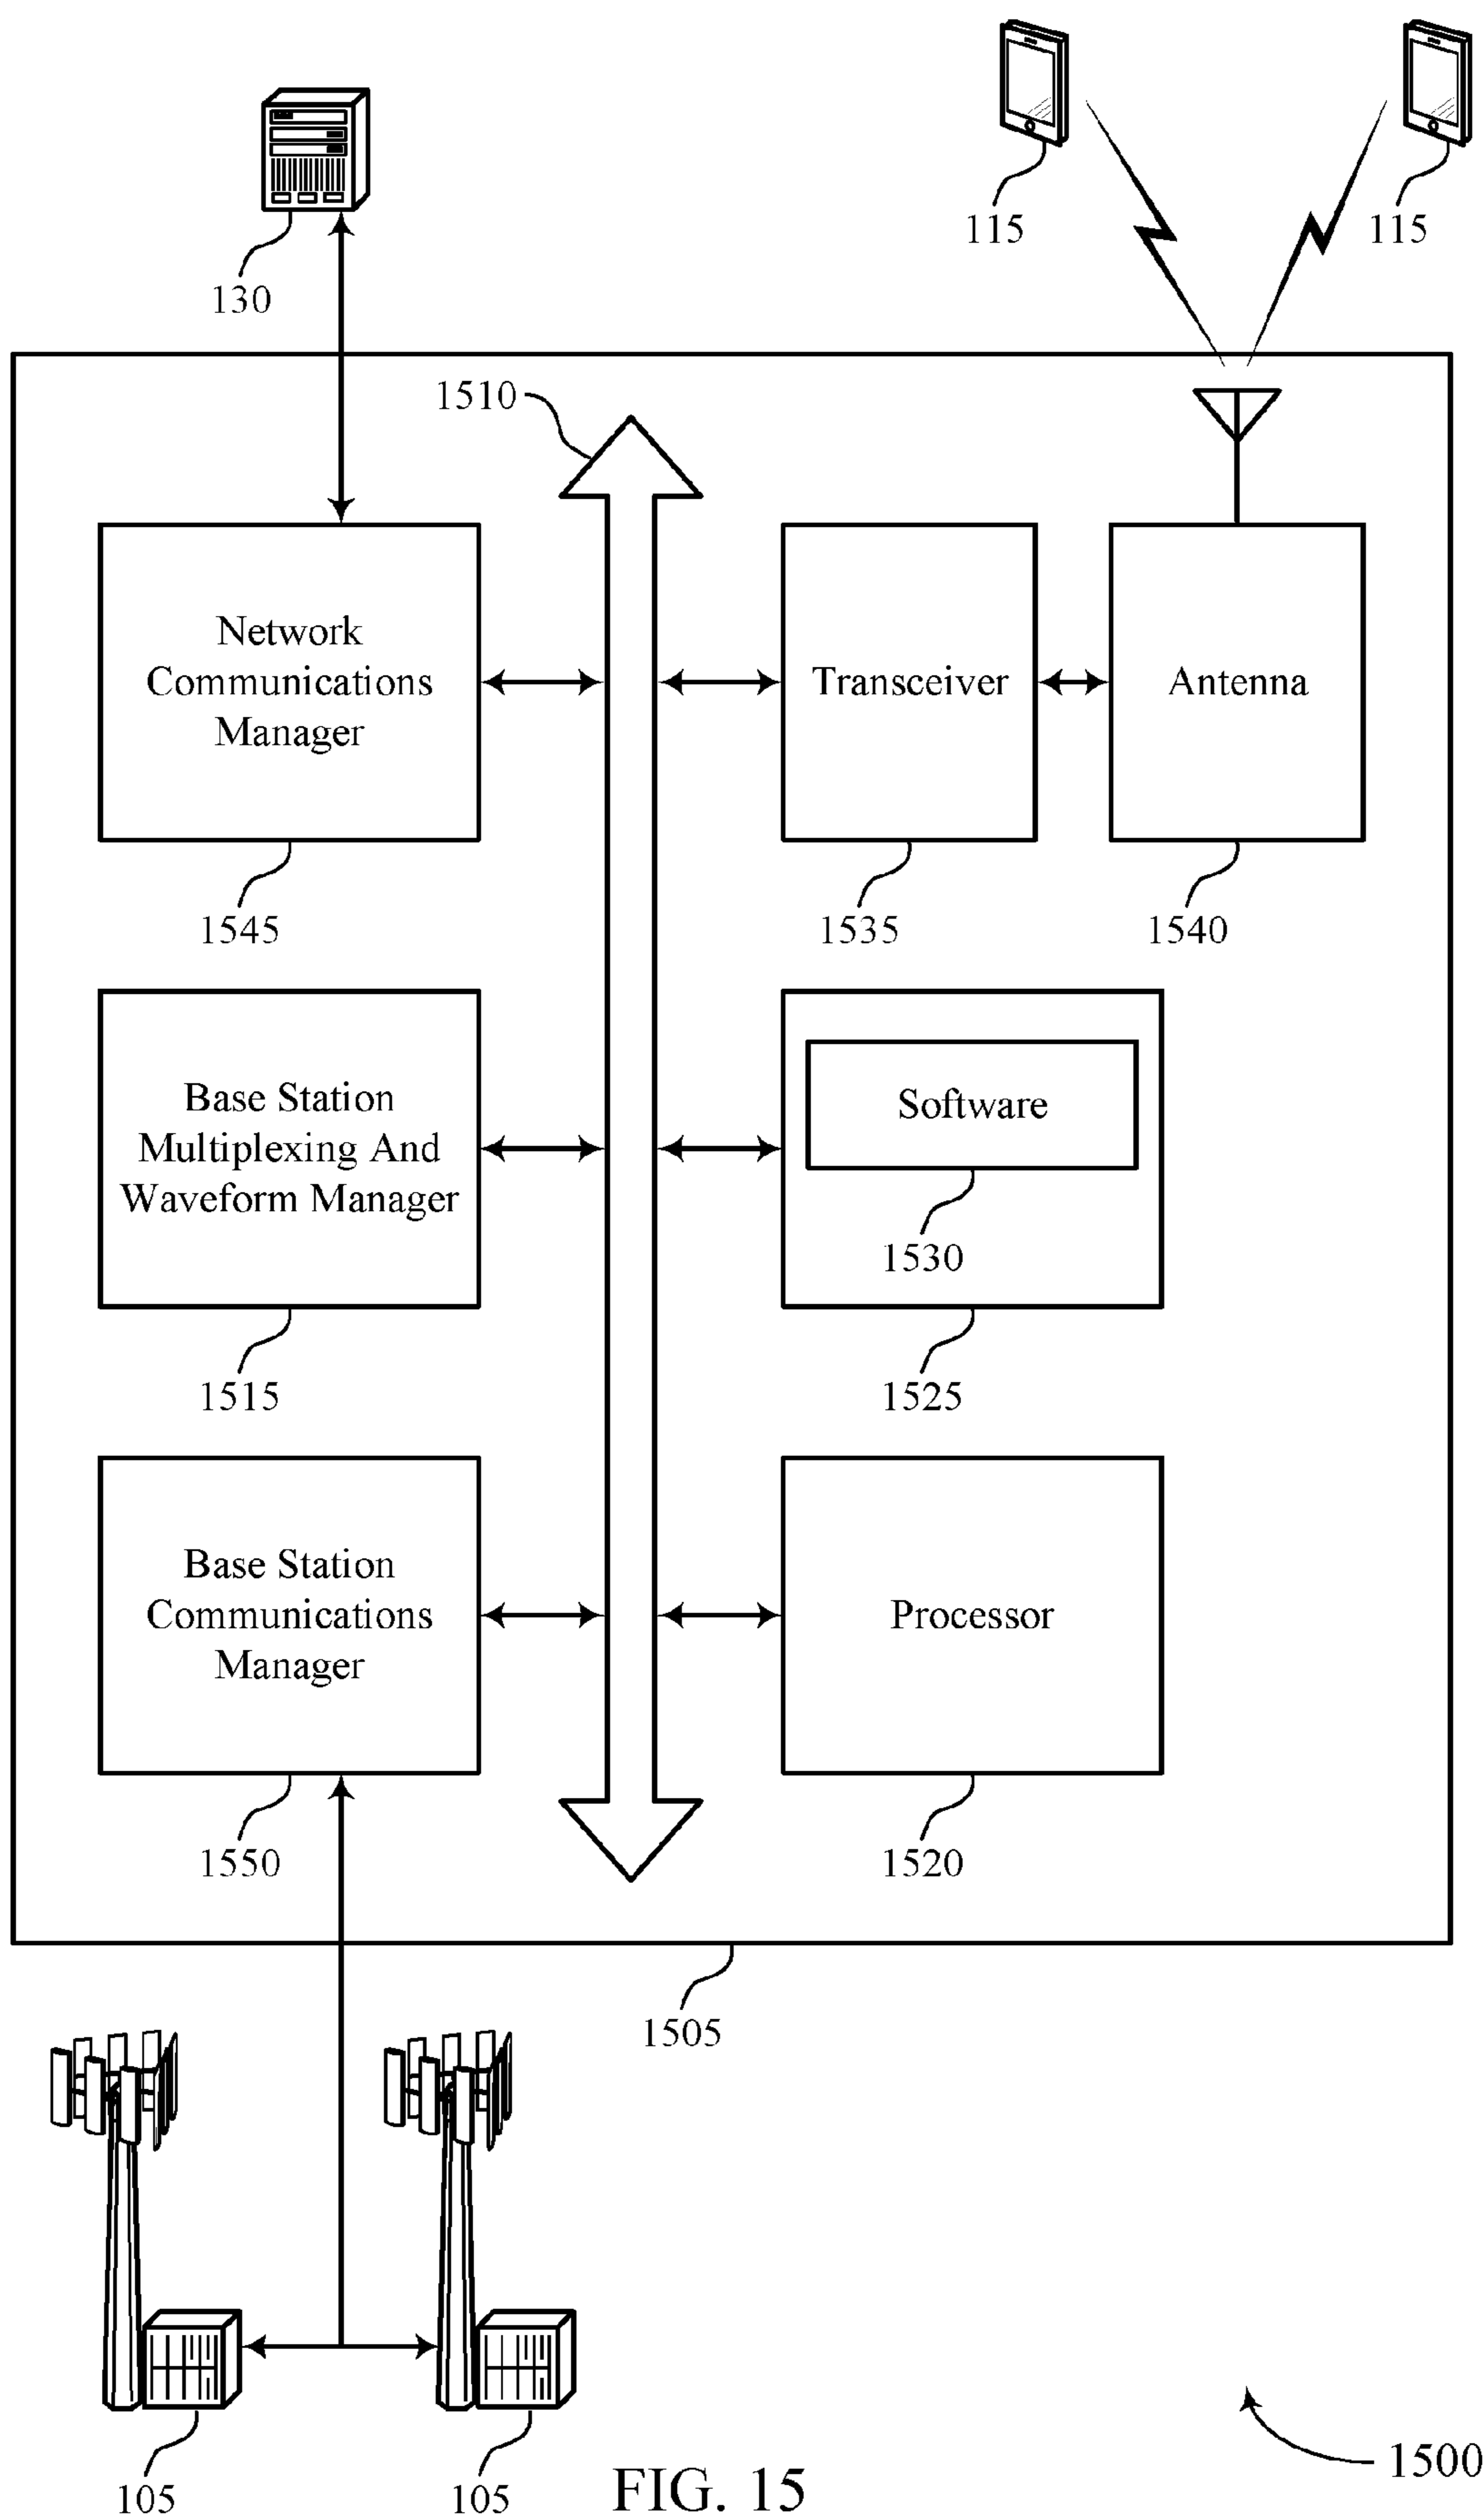 130
115
115
1510
Network
Communications
Manager
1545
Transceiver
1535
Antenna
1540
Base Station
Multiplexing And
Waveform Manager
1515
Software
1530
1525
Base Station
Communications
Manager
1550
Processor
1520
1505
105
105
FIG. 15
1500